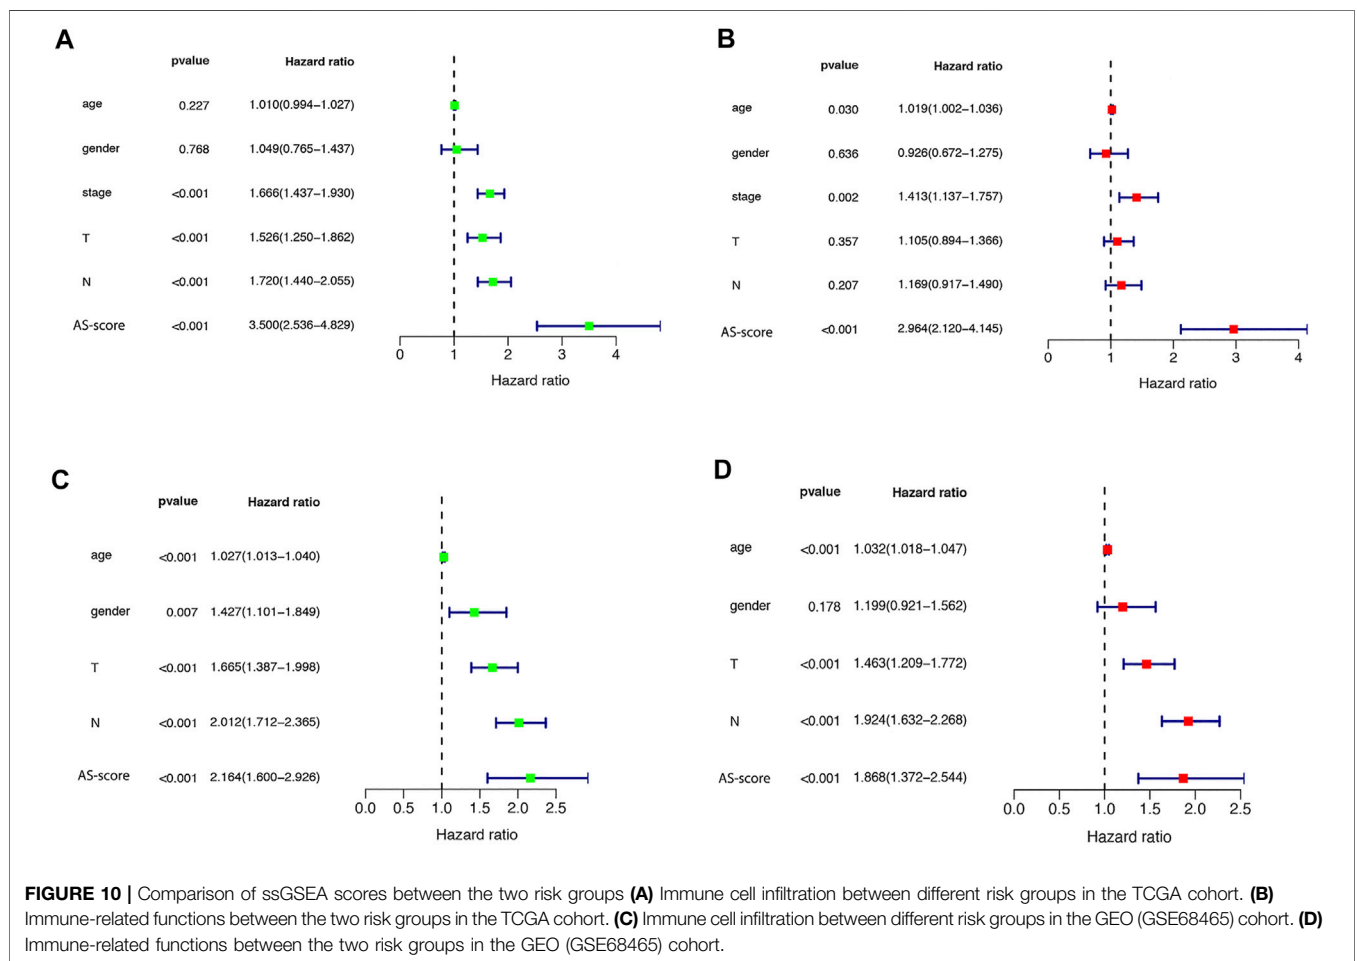 A
pvalue Hazard ratio
age 0.227 1.010(0.994−1.027)
gender 0.768 1.049(0.765−1.437)
stage <0.001 1.666(1.437−1.930)
T <0.001 1.526(1.250−1.862)
N <0.001 1.720(1.440−2.055)
AS-score <0.001 3.500(2.536−4.829)
0 1 2 3 4
Hazard ratio
B
pvalue Hazard ratio
age 0.030 1.019(1.002−1.036)
gender 0.636 0.926(0.672−1.275)
stage 0.002 1.413(1.137−1.757)
T 0.357 1.105(0.894−1.366)
N 0.207 1.169(0.917−1.490)
AS-score <0.001 2.964(2.120−4.145)
0 1 2 3 4
Hazard ratio
C
pvalue Hazard ratio
age <0.001 1.027(1.013−1.040)
gender 0.007 1.427(1.101−1.849)
T <0.001 1.665(1.387−1.998)
N <0.001 2.012(1.712−2.365)
AS-score <0.001 2.164(1.600−2.926)
0.0 0.5 1.0 1.5 2.0 2.5
Hazard ratio
D
pvalue Hazard ratio
age <0.001 1.032(1.018−1.047)
gender 0.178 1.199(0.921−1.562)
T <0.001 1.463(1.209−1.772)
N <0.001 1.924(1.632−2.268)
AS-score <0.001 1.868(1.372−2.544)
0.0 0.5 1.0 1.5 2.0 2.5
Hazard ratio
FIGURE 10 | Comparison of ssGSEA scores between the two risk groups (A) Immune cell infiltration between different risk groups in the TCGA cohort. (B)
Immune-related functions between the two risk groups in the TCGA cohort. (C) Immune cell infiltration between different risk groups in the GEO (GSE68465) cohort. (D)
Immune-related functions between the two risk groups in the GEO (GSE68465) cohort.